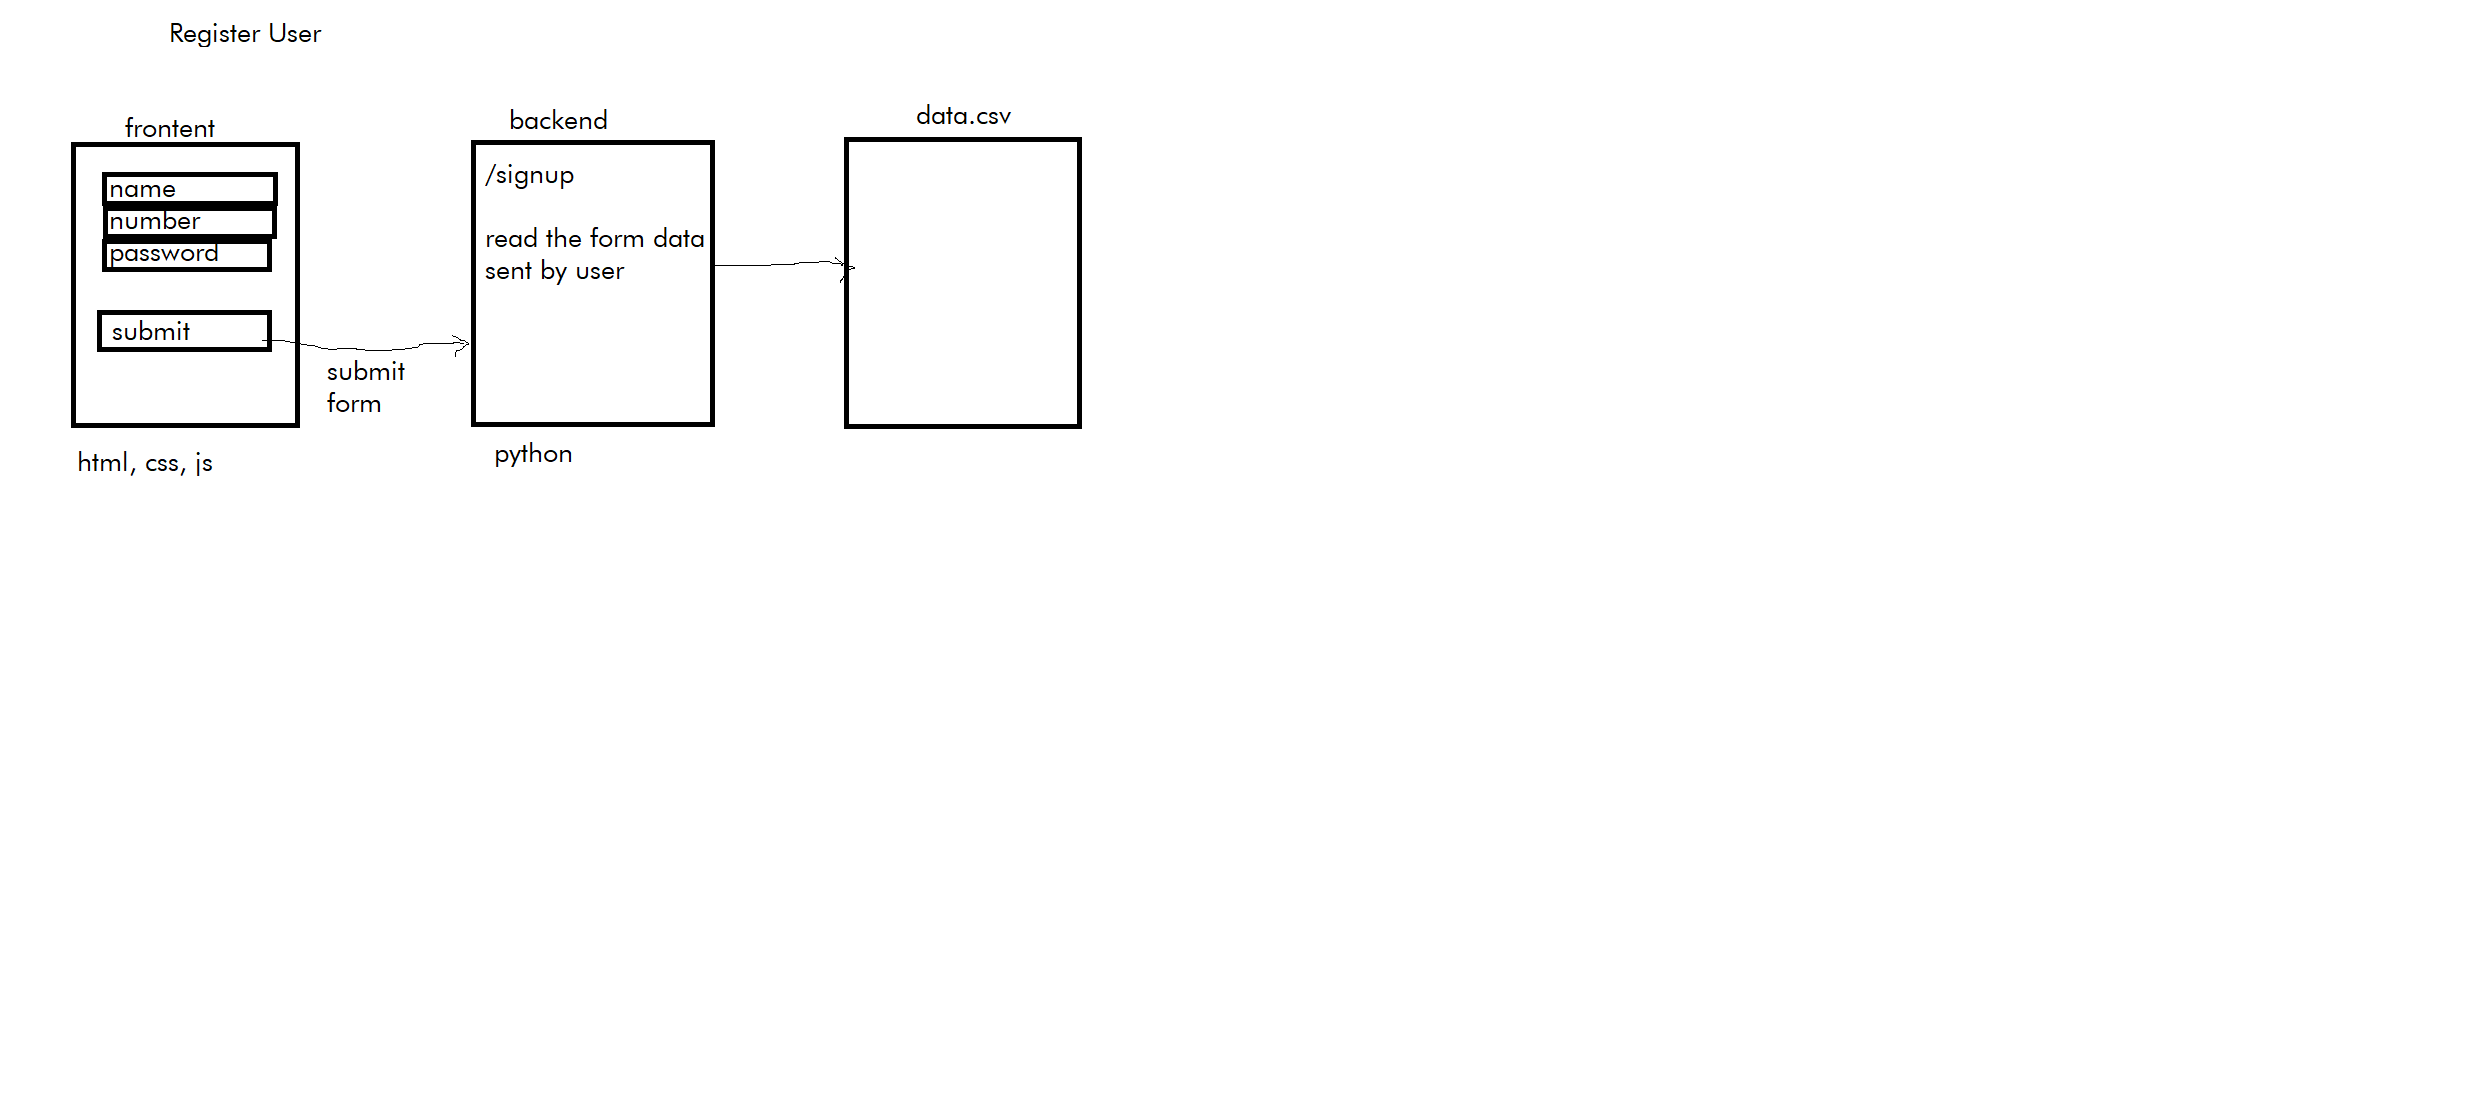 Register User
frontent
name
number
password
submit
html, css, js
submit
form
backend
/signup
read the form data
sent by user
python
data.csv